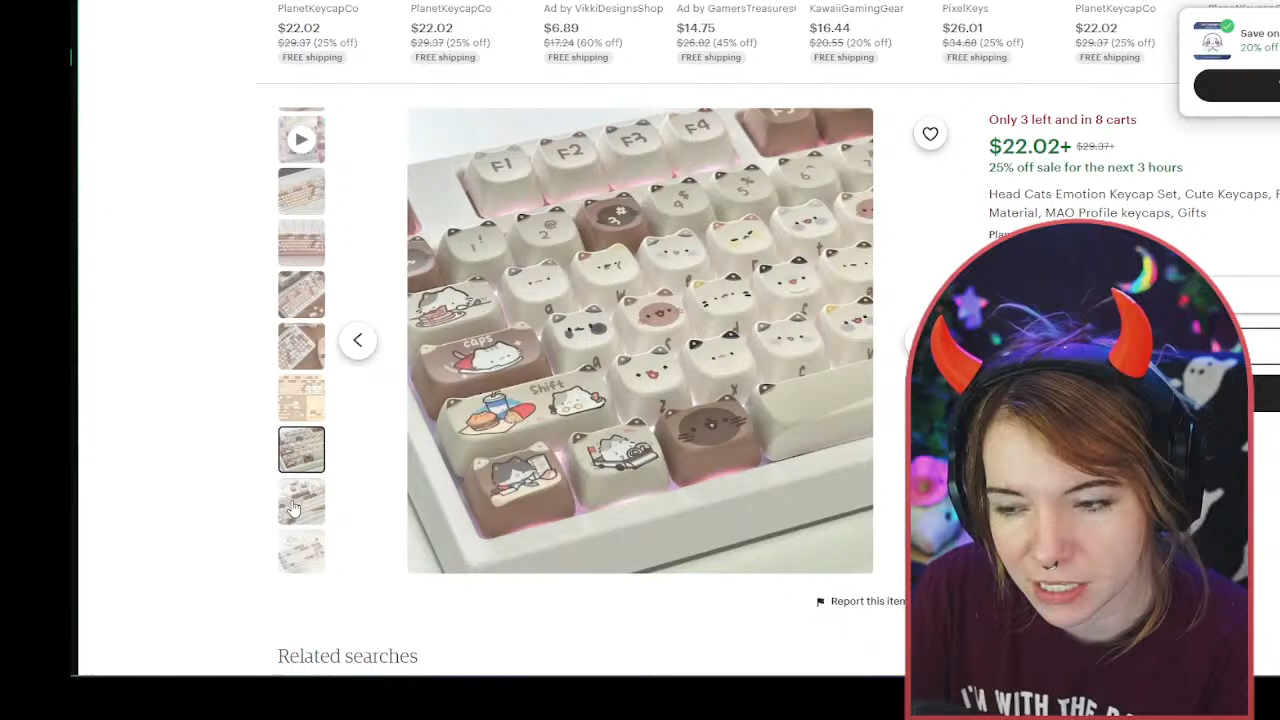 PlanetKeycapCo PlanetKeycapCo Ad by VikkiDesignsShop Ad by GamersTreasures KawaiiGamingGear PixelKeys PlanetKeycapCo
$22.02 $22.02 $6.89 $14.75 $16.44 $26.01 $22.02
$29.37 (25% off) $29.37 (25% off) $17.24 (60% off) $26.82 (45% off) $20.55 (20% off) $34.68 (25% off) $29.37 (25% off)
FREE shipping FREE shipping FREE shipping FREE shipping FREE shipping FREE shipping FREE shipping
Save on
20% off
Only 3 left and in 8 carts
$22.02+ $29.37+
25% off sale for the next 3 hours
Head Cats Emotion Keycap Set, Cute Keycaps, P
Material, MAO Profile keycaps, Gifts
F1 F2 F3 F4 F5
! @ 2 # 3 $ 4 % 5 6
caps
Shift
Report this item
Related searches
I'M WITH THE